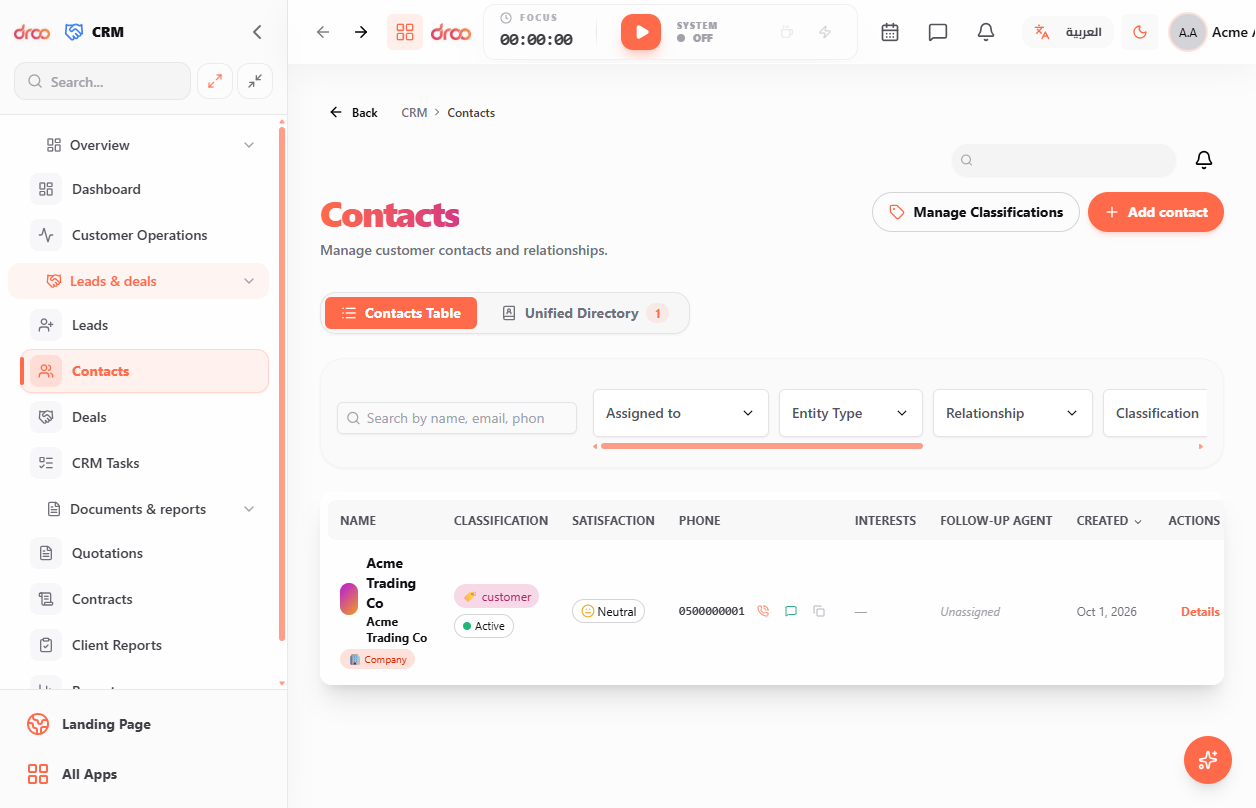 droo CRM
Search...
Overview
Dashboard
Customer Operations
Leads & deals
Leads
Contacts
Deals
CRM Tasks
Documents & reports
Quotations
Contracts
Client Reports
Landing Page
All Apps
droo
FOCUS
00:00:00
SYSTEM
OFF
العربية
A.A
Acme A
Back CRM > Contacts
Contacts
Manage customer contacts and relationships.
Manage Classifications
Add contact
Contacts Table
Unified Directory 1
Search by name, email, phon
Assigned to
Entity Type
Relationship
Classification
NAME CLASSIFICATION SATISFACTION PHONE INTERESTS FOLLOW-UP AGENT CREATED ACTIONS
Acme
Trading
Co
Acme
Trading Co
Company
customer
Active
Neutral
0500000001
—
Unassigned
Oct 1, 2026
Details